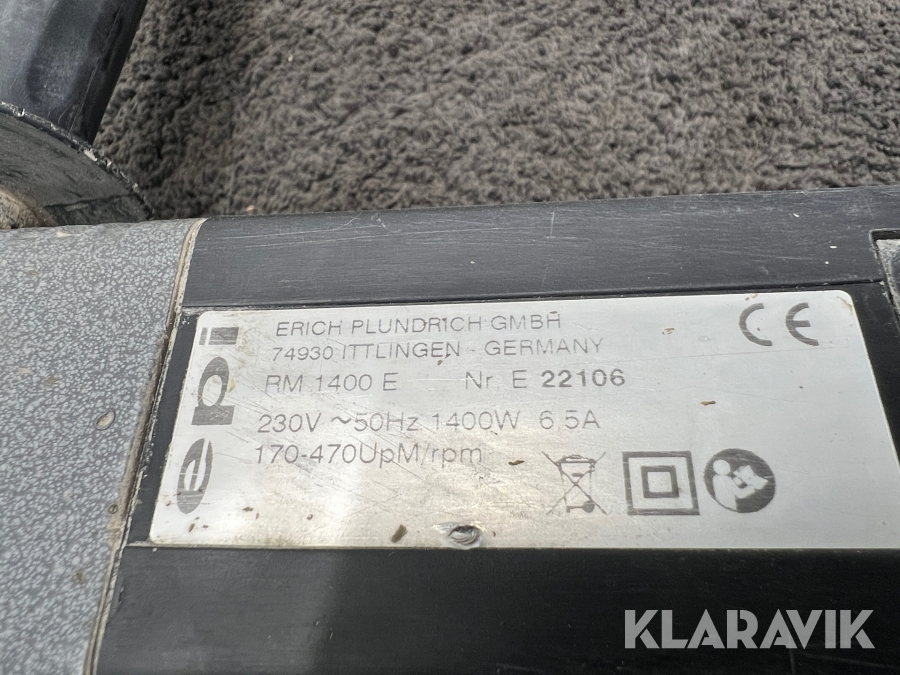 epi
ERICH PLUNDRICH GMBH
74930 ITTLINGEN - GERMANY
RM 1400 E Nr. E 22106
230V ~50Hz 1400W 6.5A
170-470UpM/rpm
CE
KLARAVIK